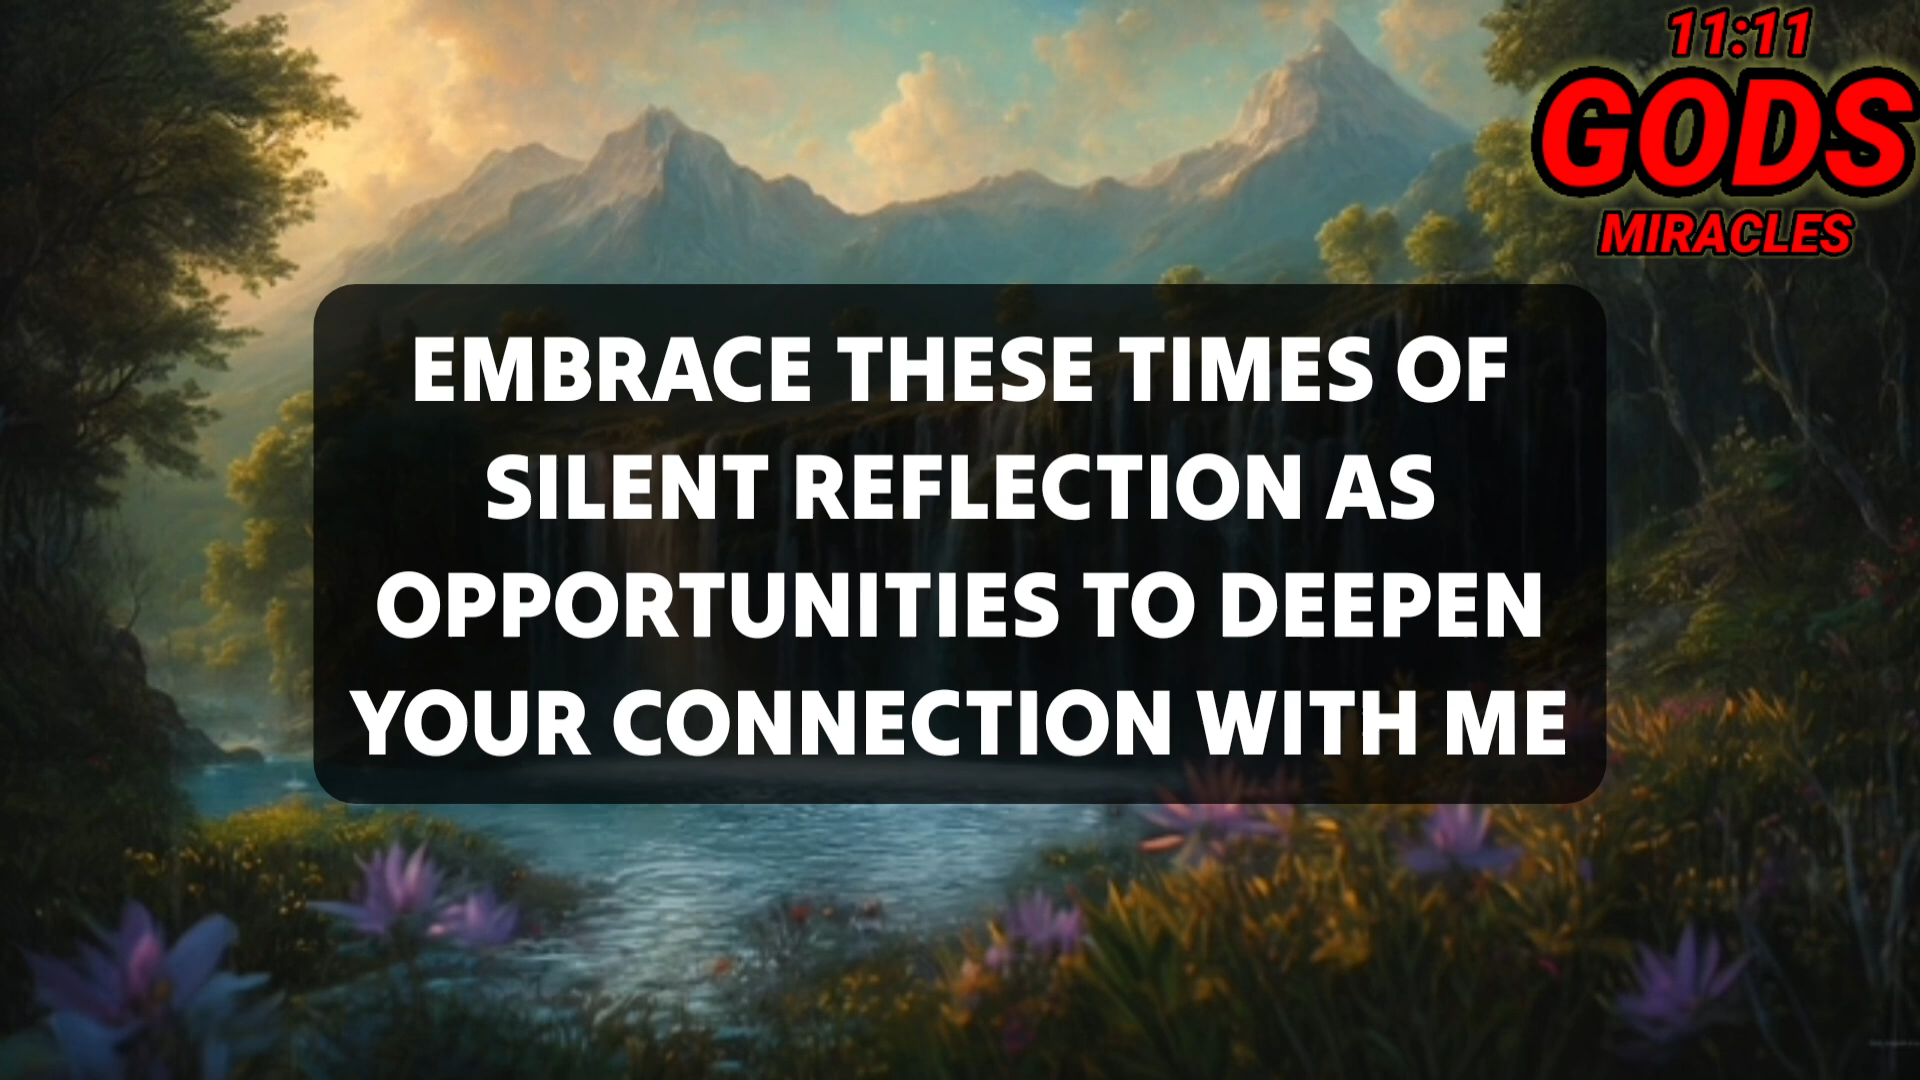 11:11
GODS
MIRACLES
EMBRACE THESE TIMES OF
SILENT REFLECTION AS
OPPORTUNITIES TO DEEPEN
YOUR CONNECTION WITH ME